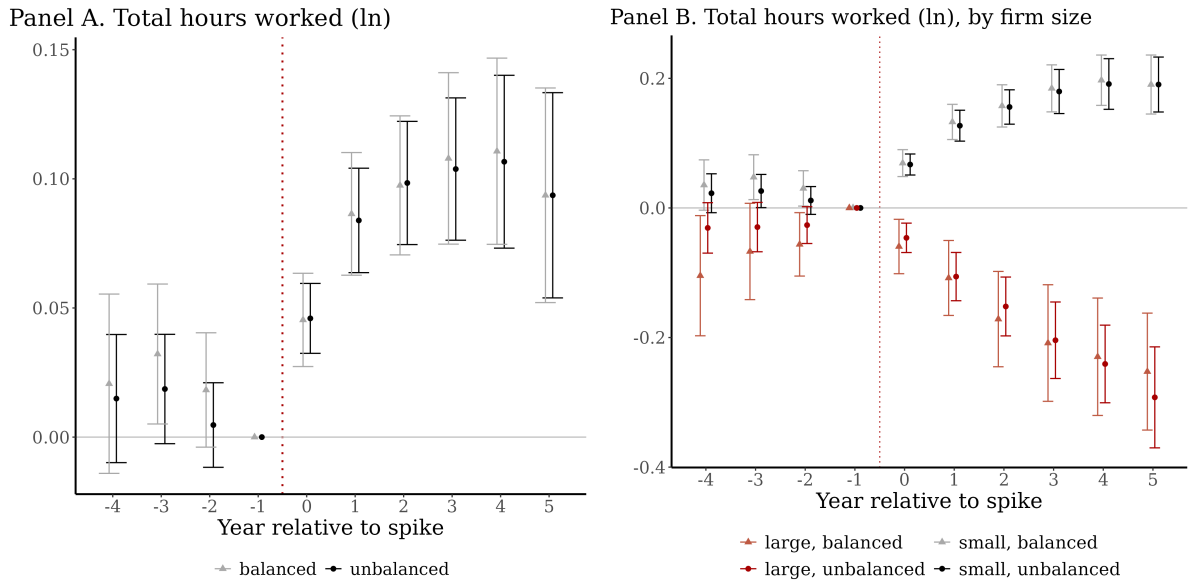 Panel A. Total hours worked (ln)
0.15
0.10
0.05
0.00
-4 -3 -2 -1 0 1 2 3 4 5
Year relative to spike
balanced unbalanced
Panel B. Total hours worked (ln), by firm size
0.2
0.0
-0.2
-0.4
-4 -3 -2 -1 0 1 2 3 4 5
Year relative to spike
large, balanced small, balanced
large, unbalanced small, unbalanced